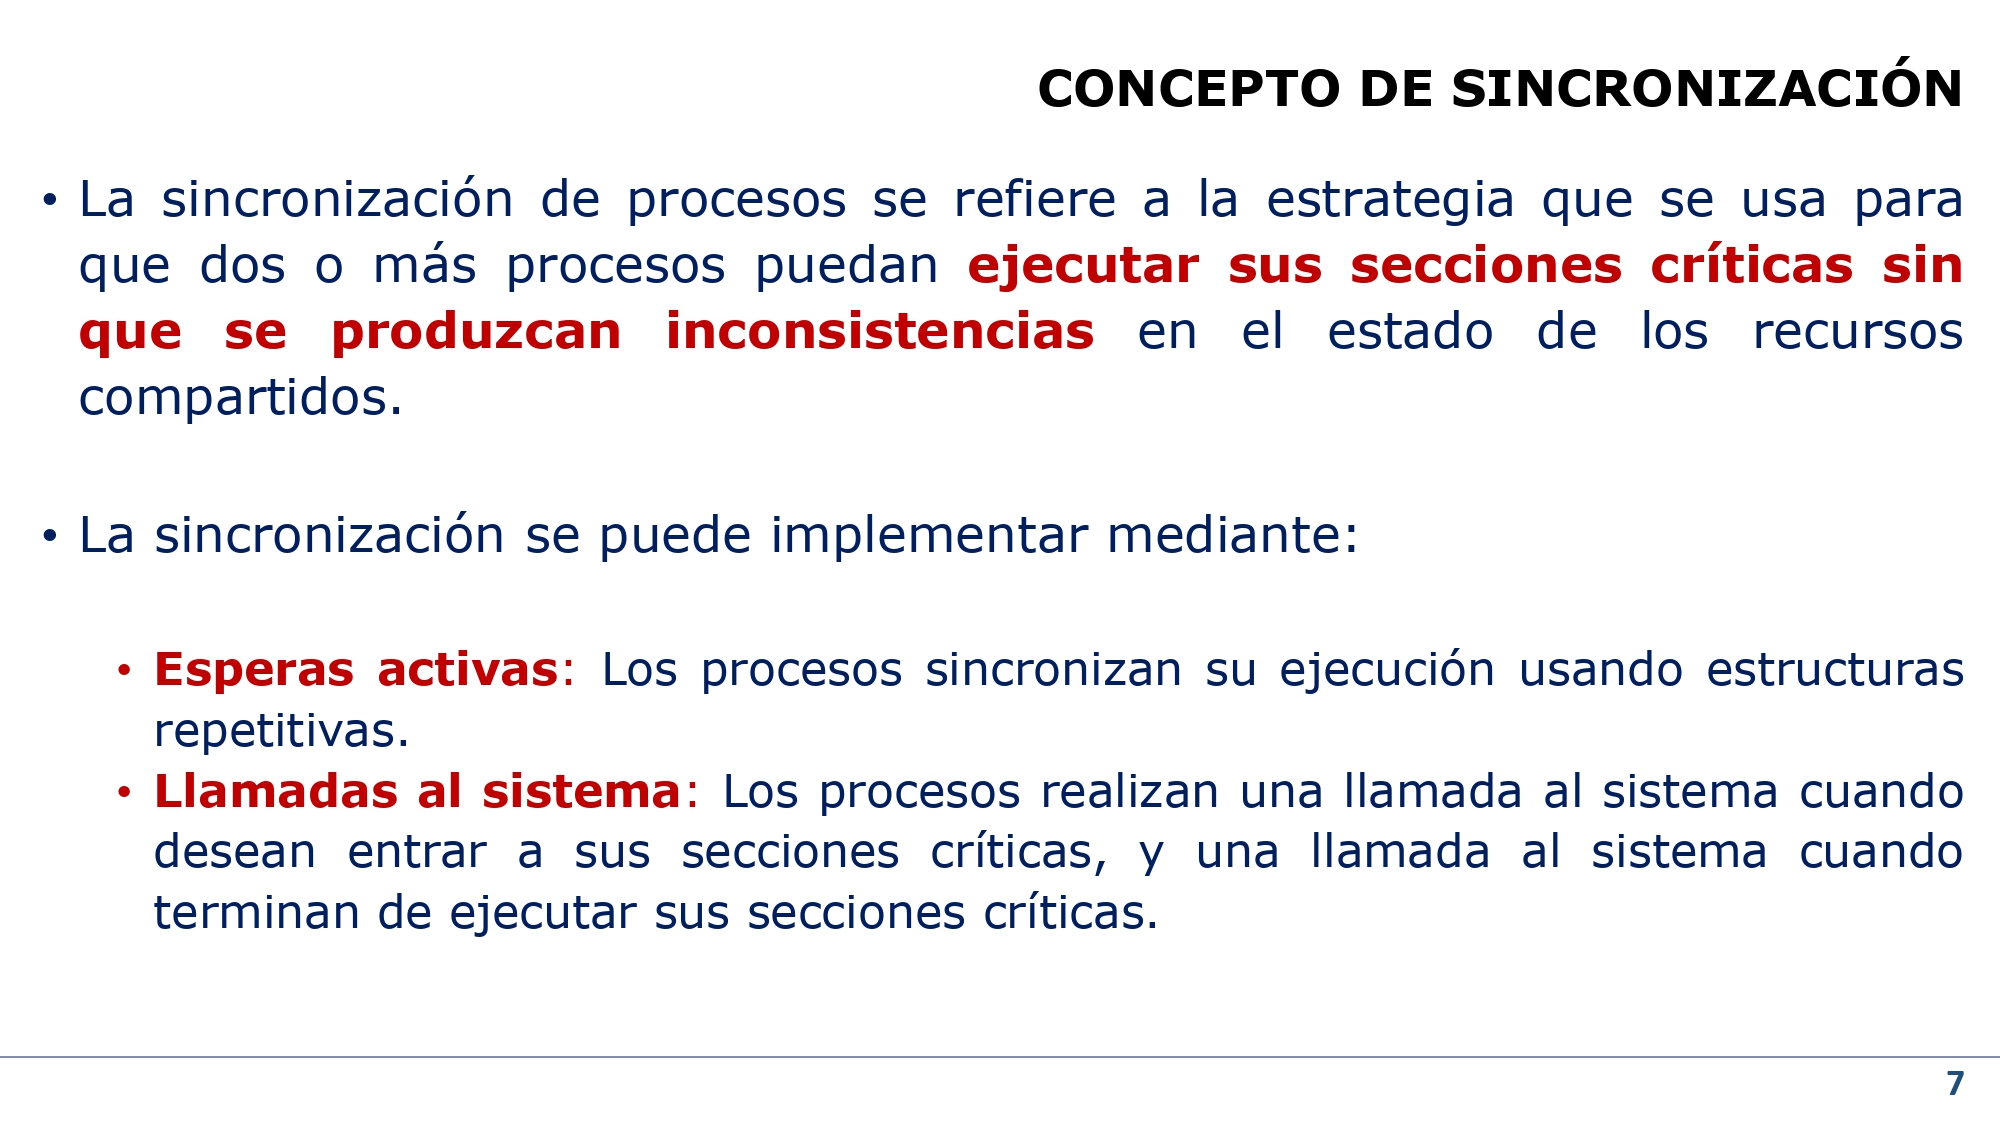 CONCEPTO DE SINCRONIZACIÓN
• La sincronización de procesos se refiere a la estrategia que se usa para
que dos o más procesos puedan ejecutar sus secciones críticas sin
que se produzcan inconsistencias en el estado de los recursos
compartidos.
• La sincronización se puede implementar mediante:
• Esperas activas: Los procesos sincronizan su ejecución usando estructuras
repetitivas.
• Llamadas al sistema: Los procesos realizan una llamada al sistema cuando
desean entrar a sus secciones críticas, y una llamada al sistema cuando
terminan de ejecutar sus secciones críticas.
7